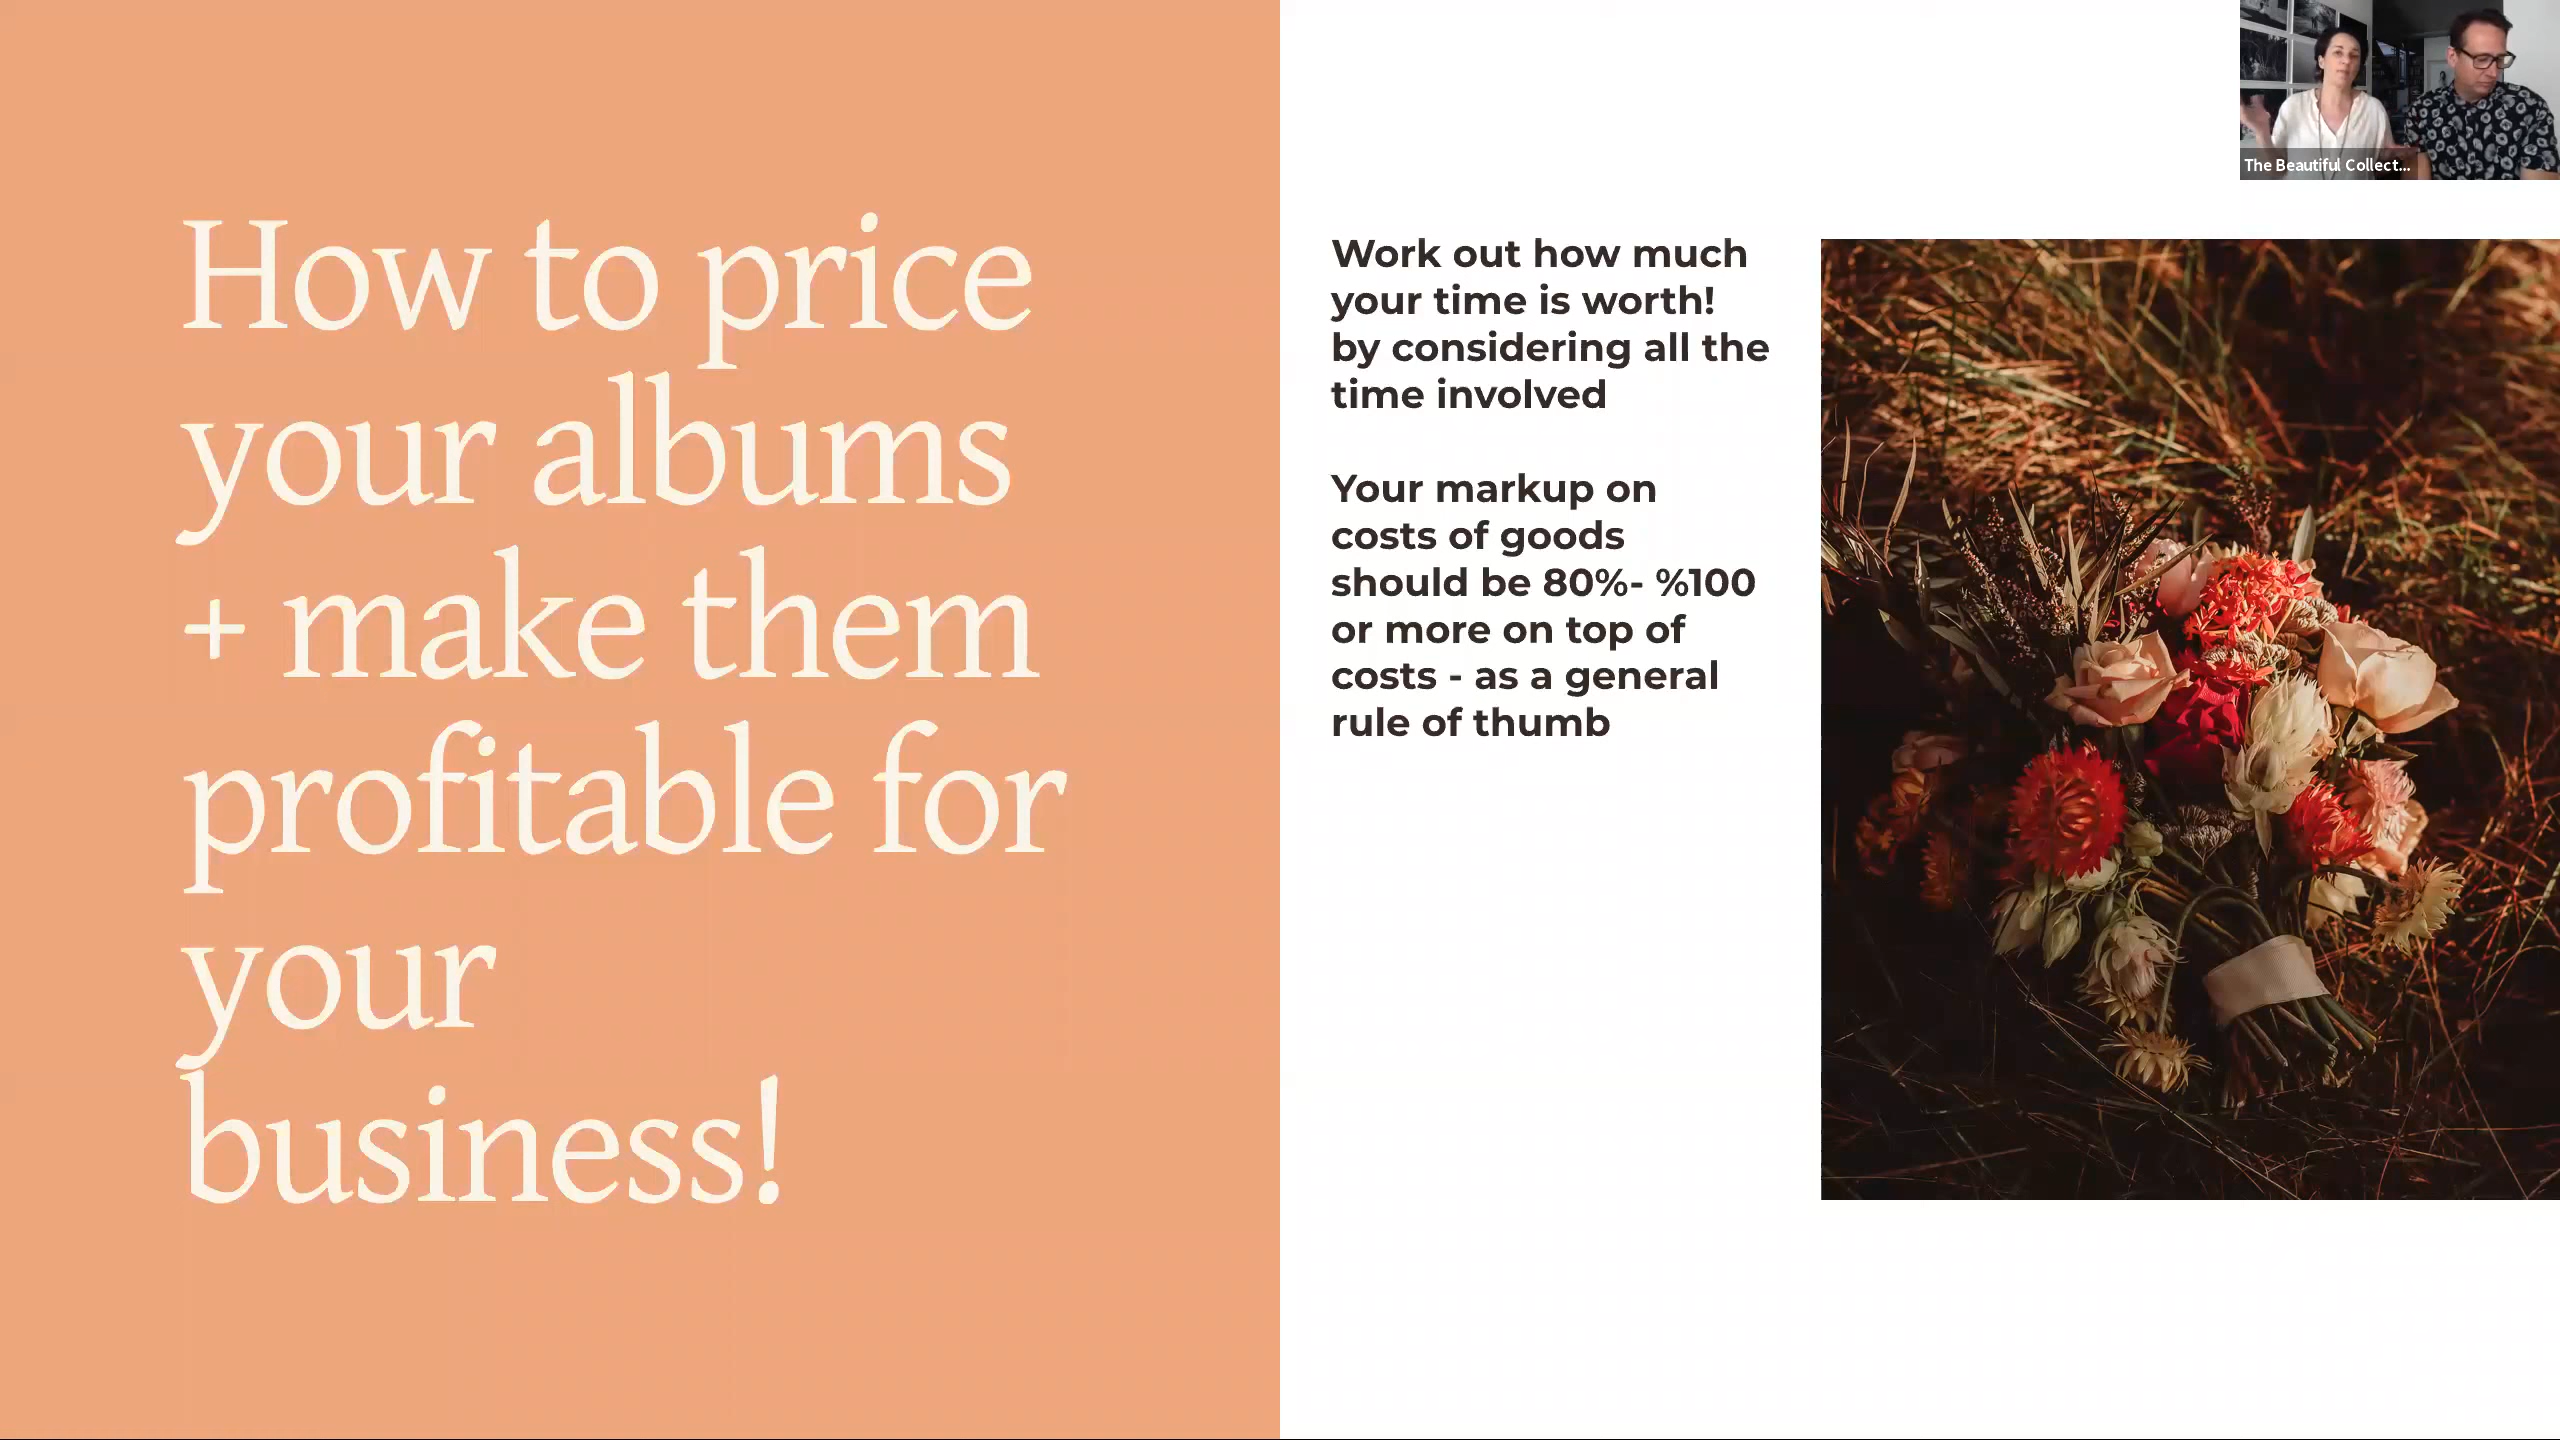 How to price
your albums
+ make them
profitable for
your
business!
Work out how much
your time is worth!
by considering all the
time involved
Your markup on
costs of goods
should be 80%- %100
or more on top of
costs - as a general
rule of thumb
The Beautiful Collect...